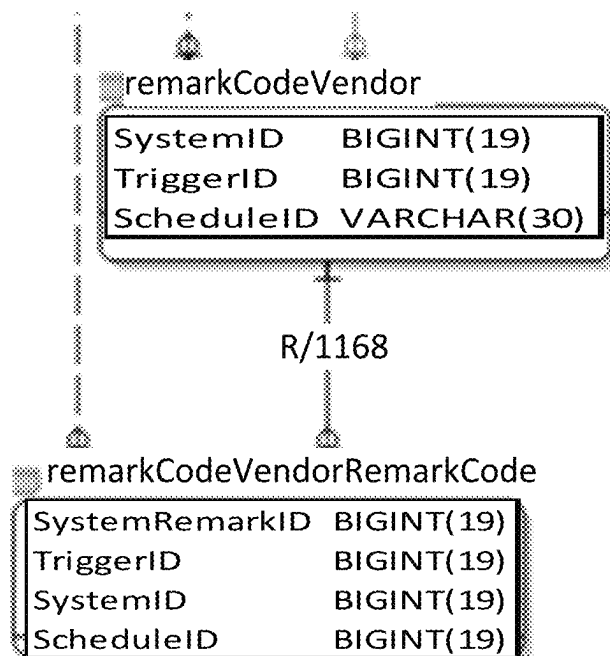 remarkCodeVendor
SystemID BIGINT(19)
TriggerID BIGINT(19)
ScheduleID VARCHAR(30)
R/1168
remarkCodeVendorRemarkCode
SystemRemarkID BIGINT(19)
TriggerID BIGINT(19)
SystemID BIGINT(19)
ScheduleID BIGINT(19)